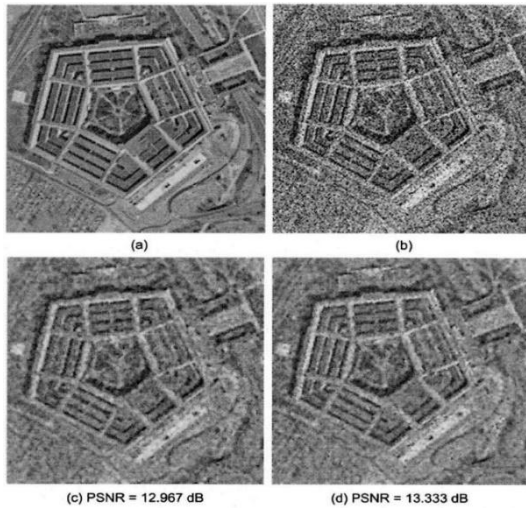 (a)
(b)
(c) PSNR = 12.967 dB
(d) PSNR = 13.333 dB